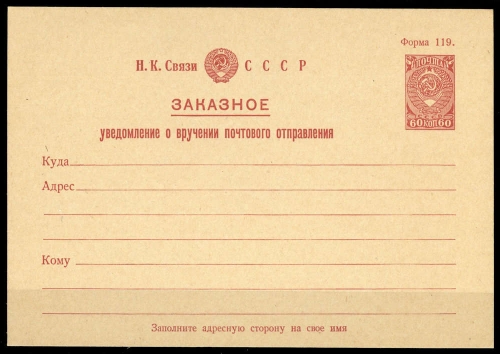 Форма 119.
Н. К. Связи СССР
ПОЧТА
60 КОП 60
ЗАКАЗНОЕ
уведомление о вручении почтового отправления
Куда
Адрес
Кому
Заполните адресную сторону на свое имя